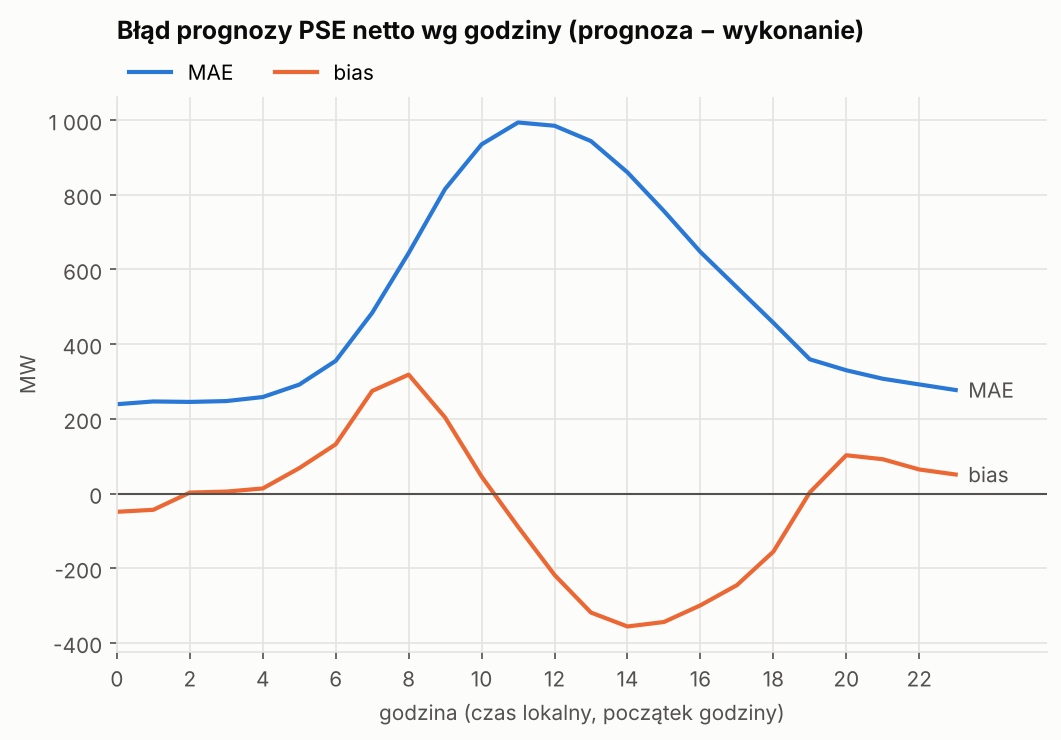 Błąd prognozy PSE netto wg godziny (prognoza – wykonanie)
MAE bias
1 000
800
600
400
200
0
-200
-400
MW
MAE
bias
0 2 4 6 8 10 12 14 16 18 20 22
godzina (czas lokalny, początek godziny)